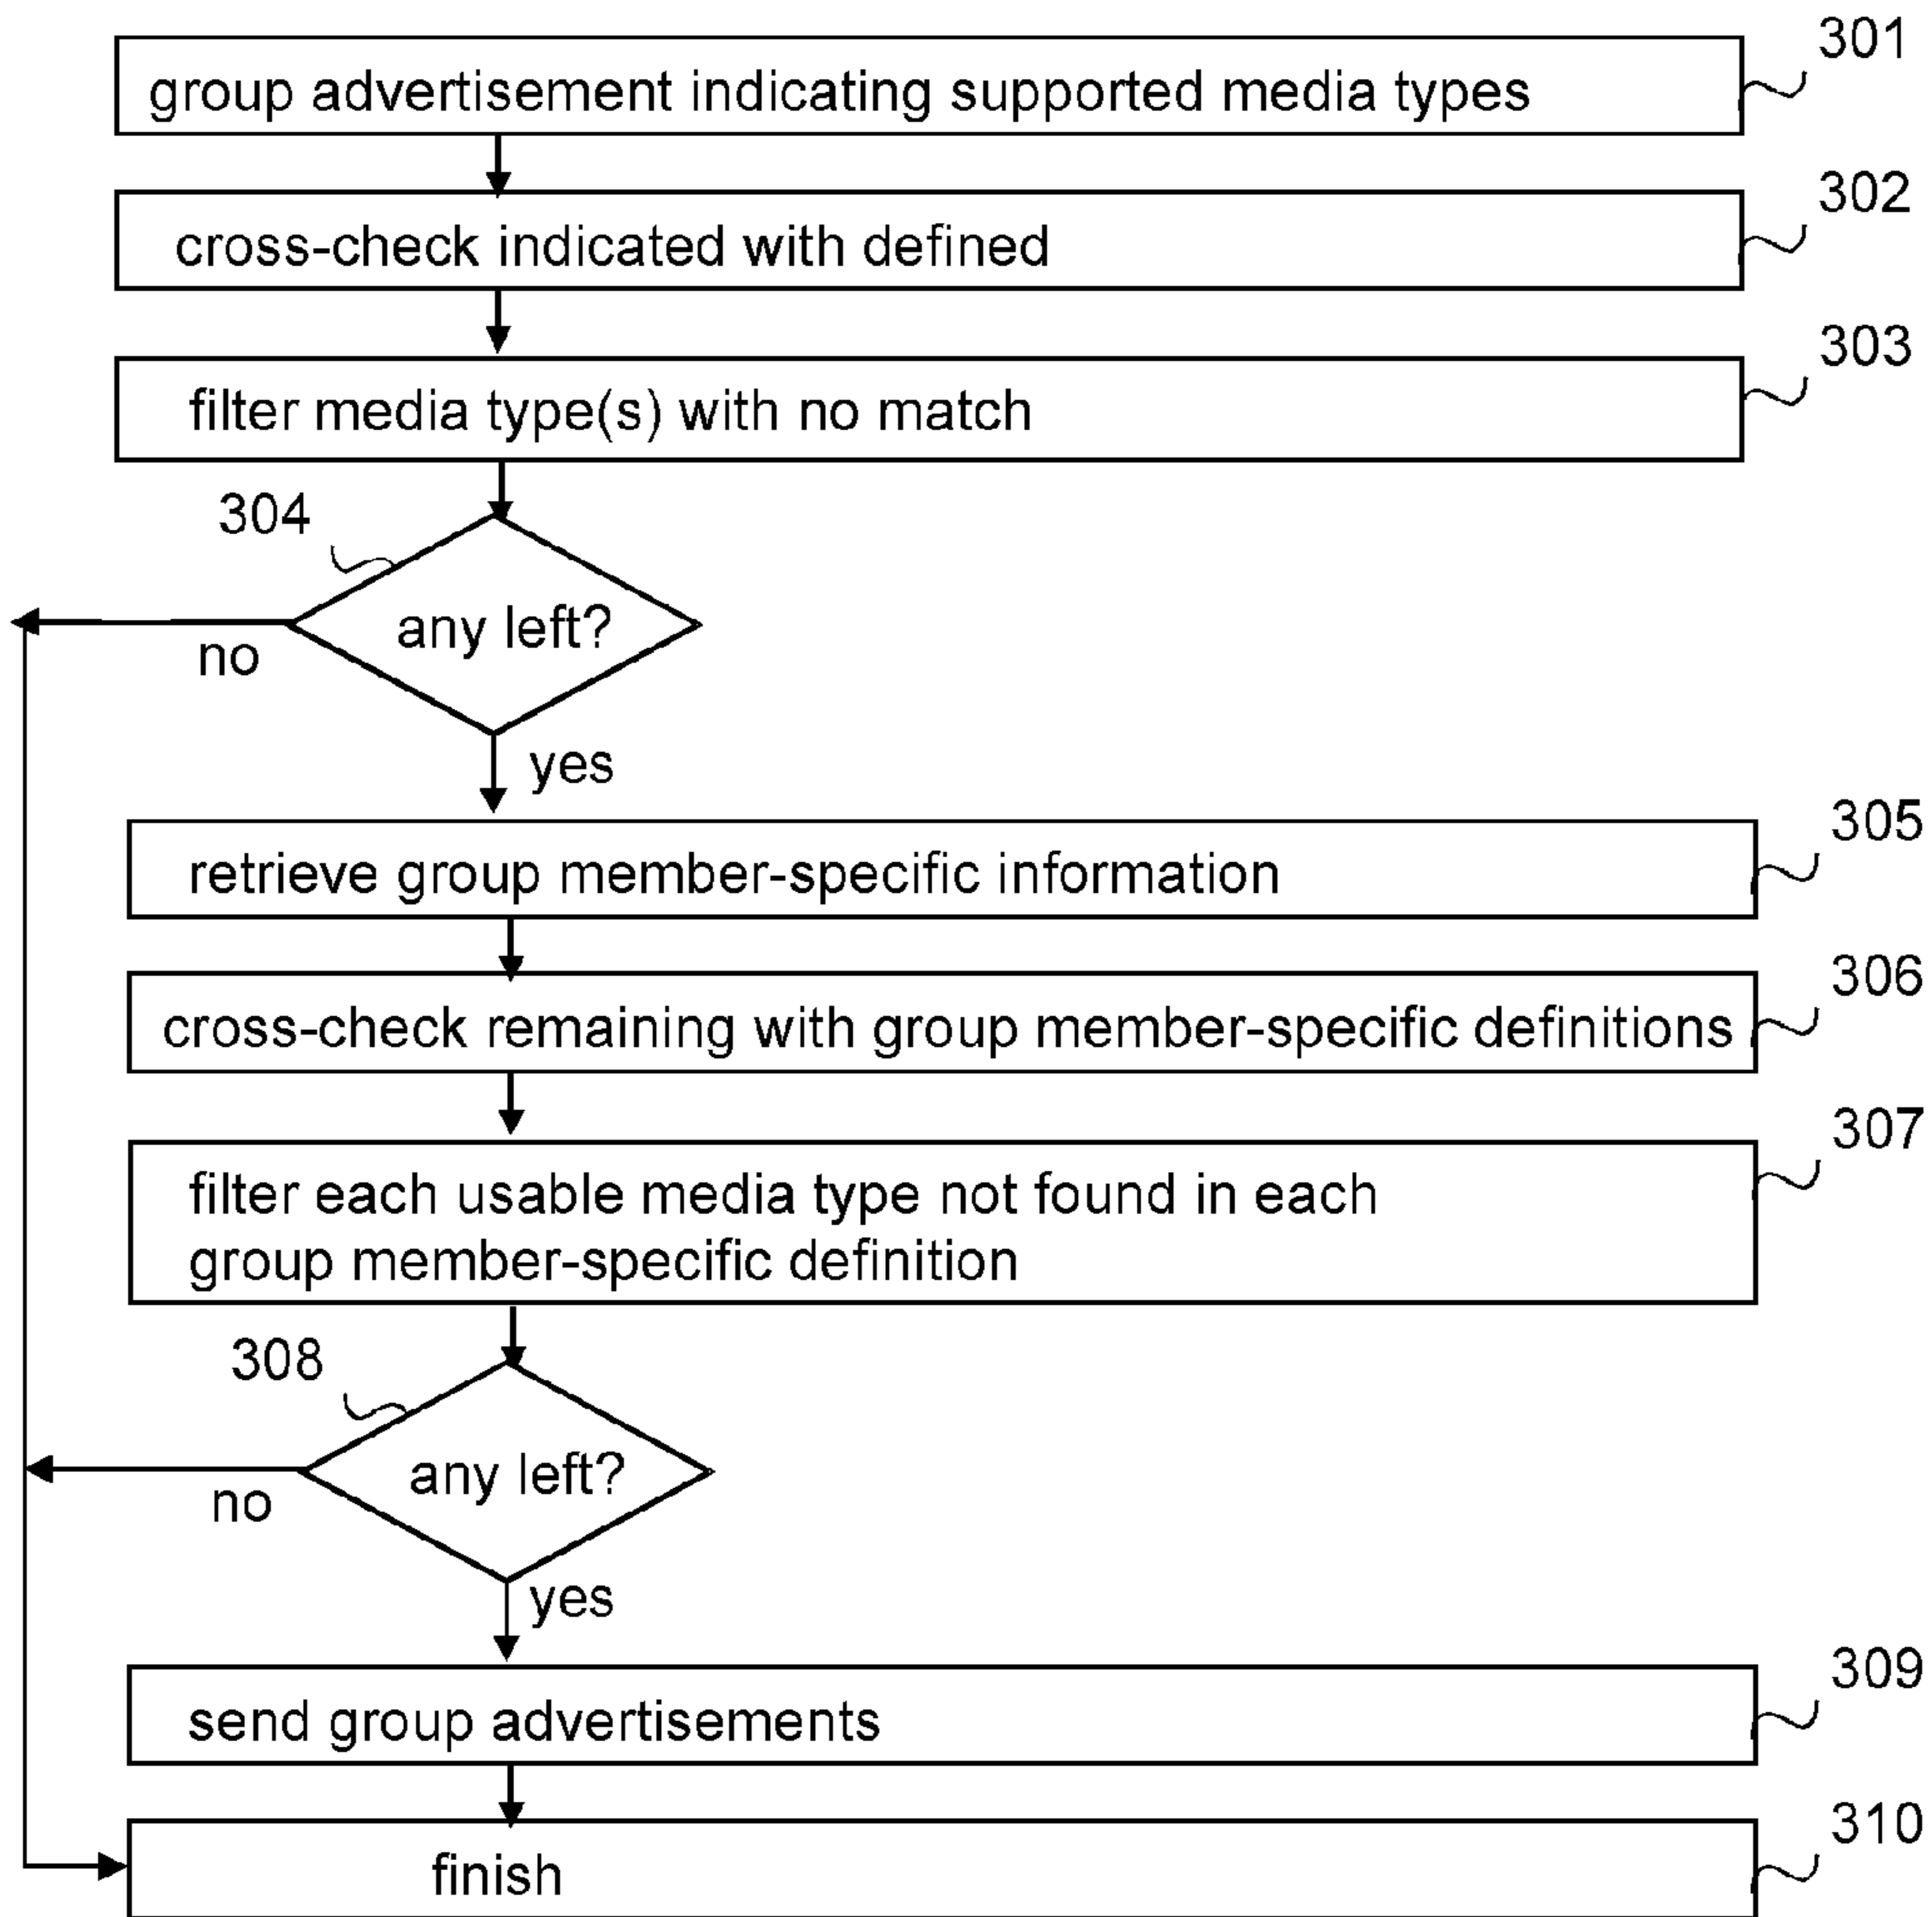 301
group advertisement indicating supported media types
302
cross-check indicated with defined
303
filter media type(s) with no match
304
any left?
no
yes
305
retrieve group member-specific information
306
cross-check remaining with group member-specific definitions
307
filter each usable media type not found in each
group member-specific definition
308
any left?
no
yes
309
send group advertisements
310
finish